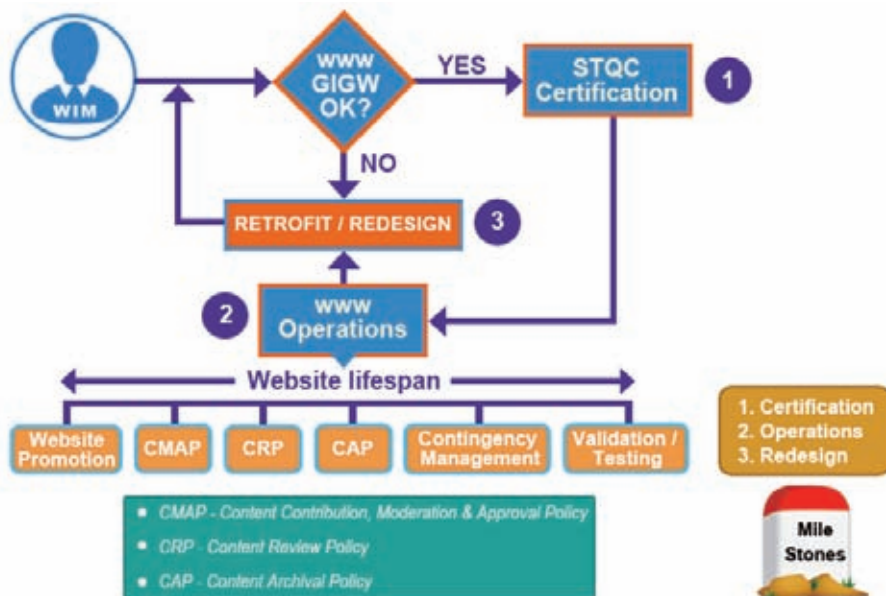 WIM
www
GIGW
OK?
YES
STQC
Certification
1
NO
RETROFIT / REDESIGN
3
2
www
Operations
Website lifespan
Website
Promotion
CMAP
CRP
CAP
Contingency
Management
Validation /
Testing
1. Certification
2. Operations
3. Redesign
CMAP - Content Contribution, Moderation & Approval Policy
CRP - Content Review Policy
CAP - Content Archival Policy
Mile
Stones